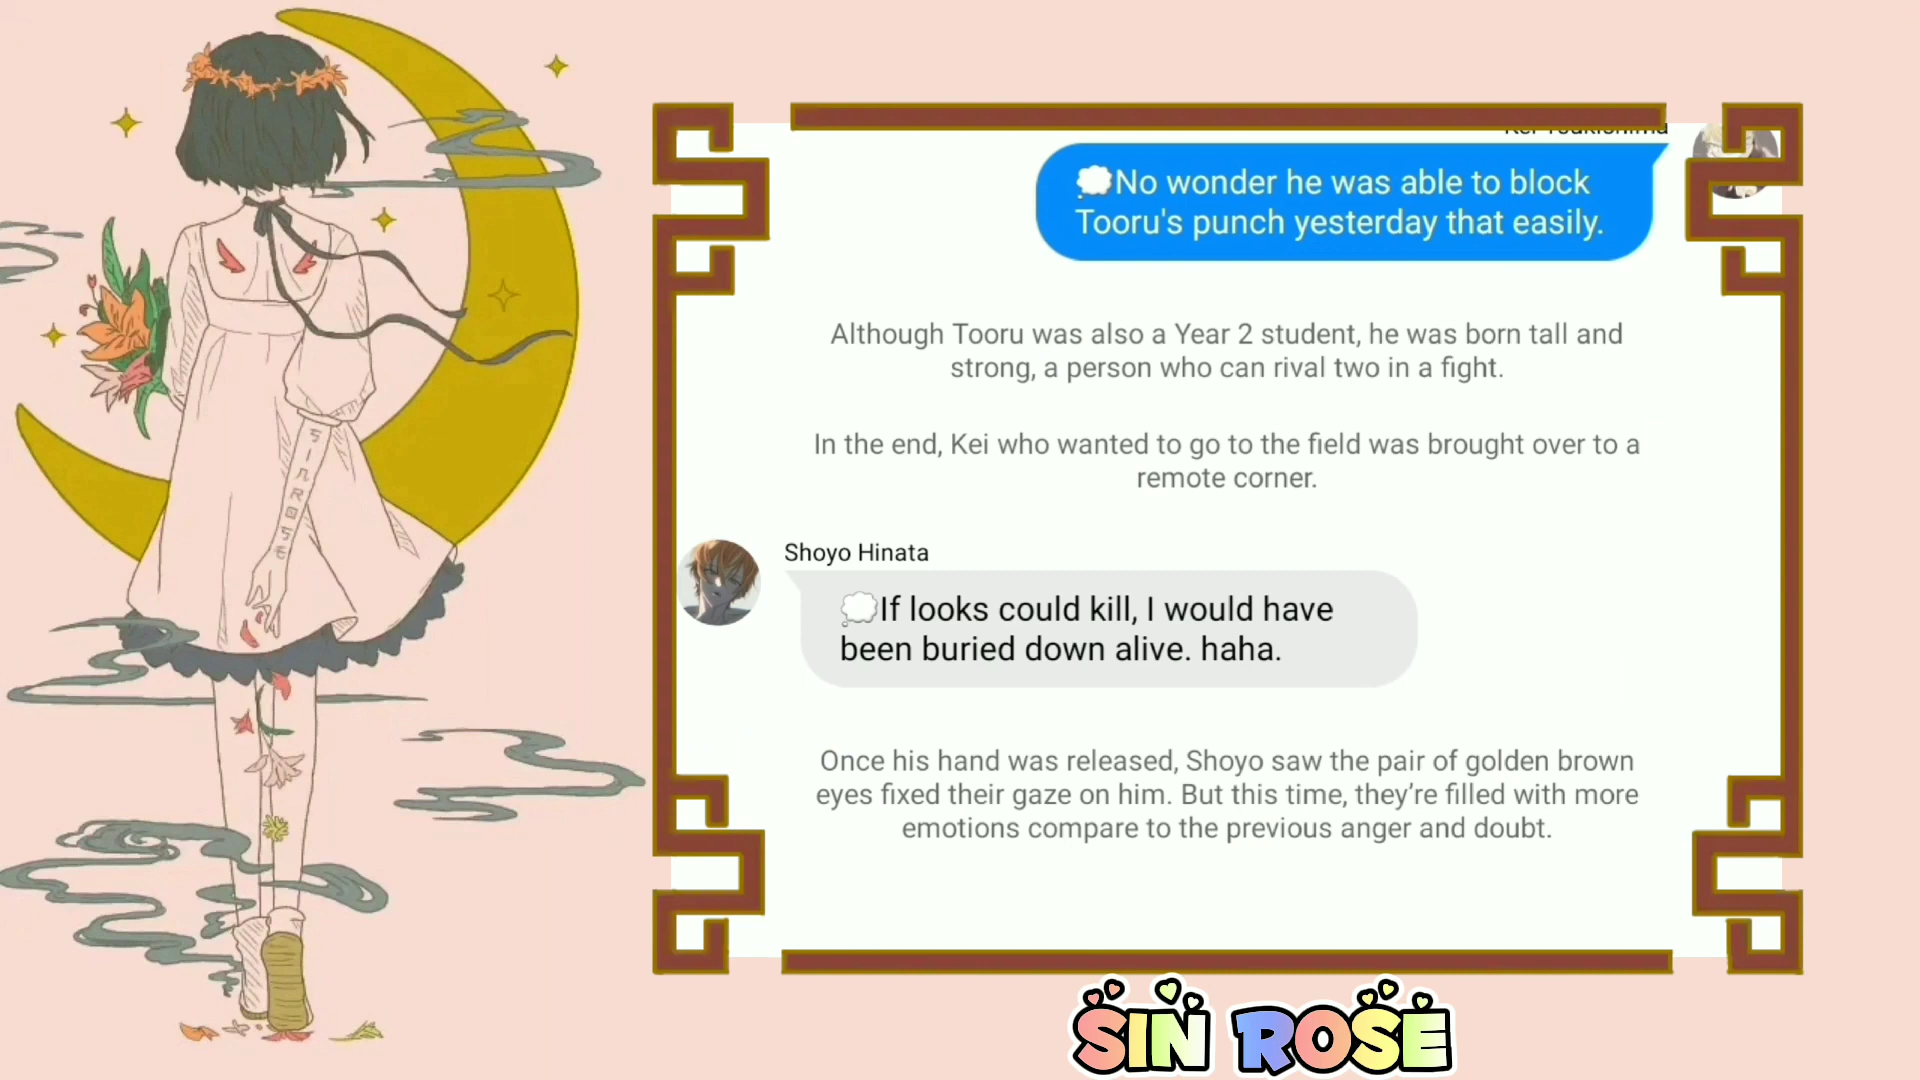 Kei Tsukishima
💭No wonder he was able to block
Tooru's punch yesterday that easily.
Although Tooru was also a Year 2 student, he was born tall and
strong, a person who can rival two in a fight.
In the end, Kei who wanted to go to the field was brought over to a
remote corner.
Shoyo Hinata
💭If looks could kill, I would have
been buried down alive. haha.
Once his hand was released, Shoyo saw the pair of golden brown
eyes fixed their gaze on him. But this time, they’re filled with more
emotions compare to the previous anger and doubt.
SIN ROSE
SIN ROSE